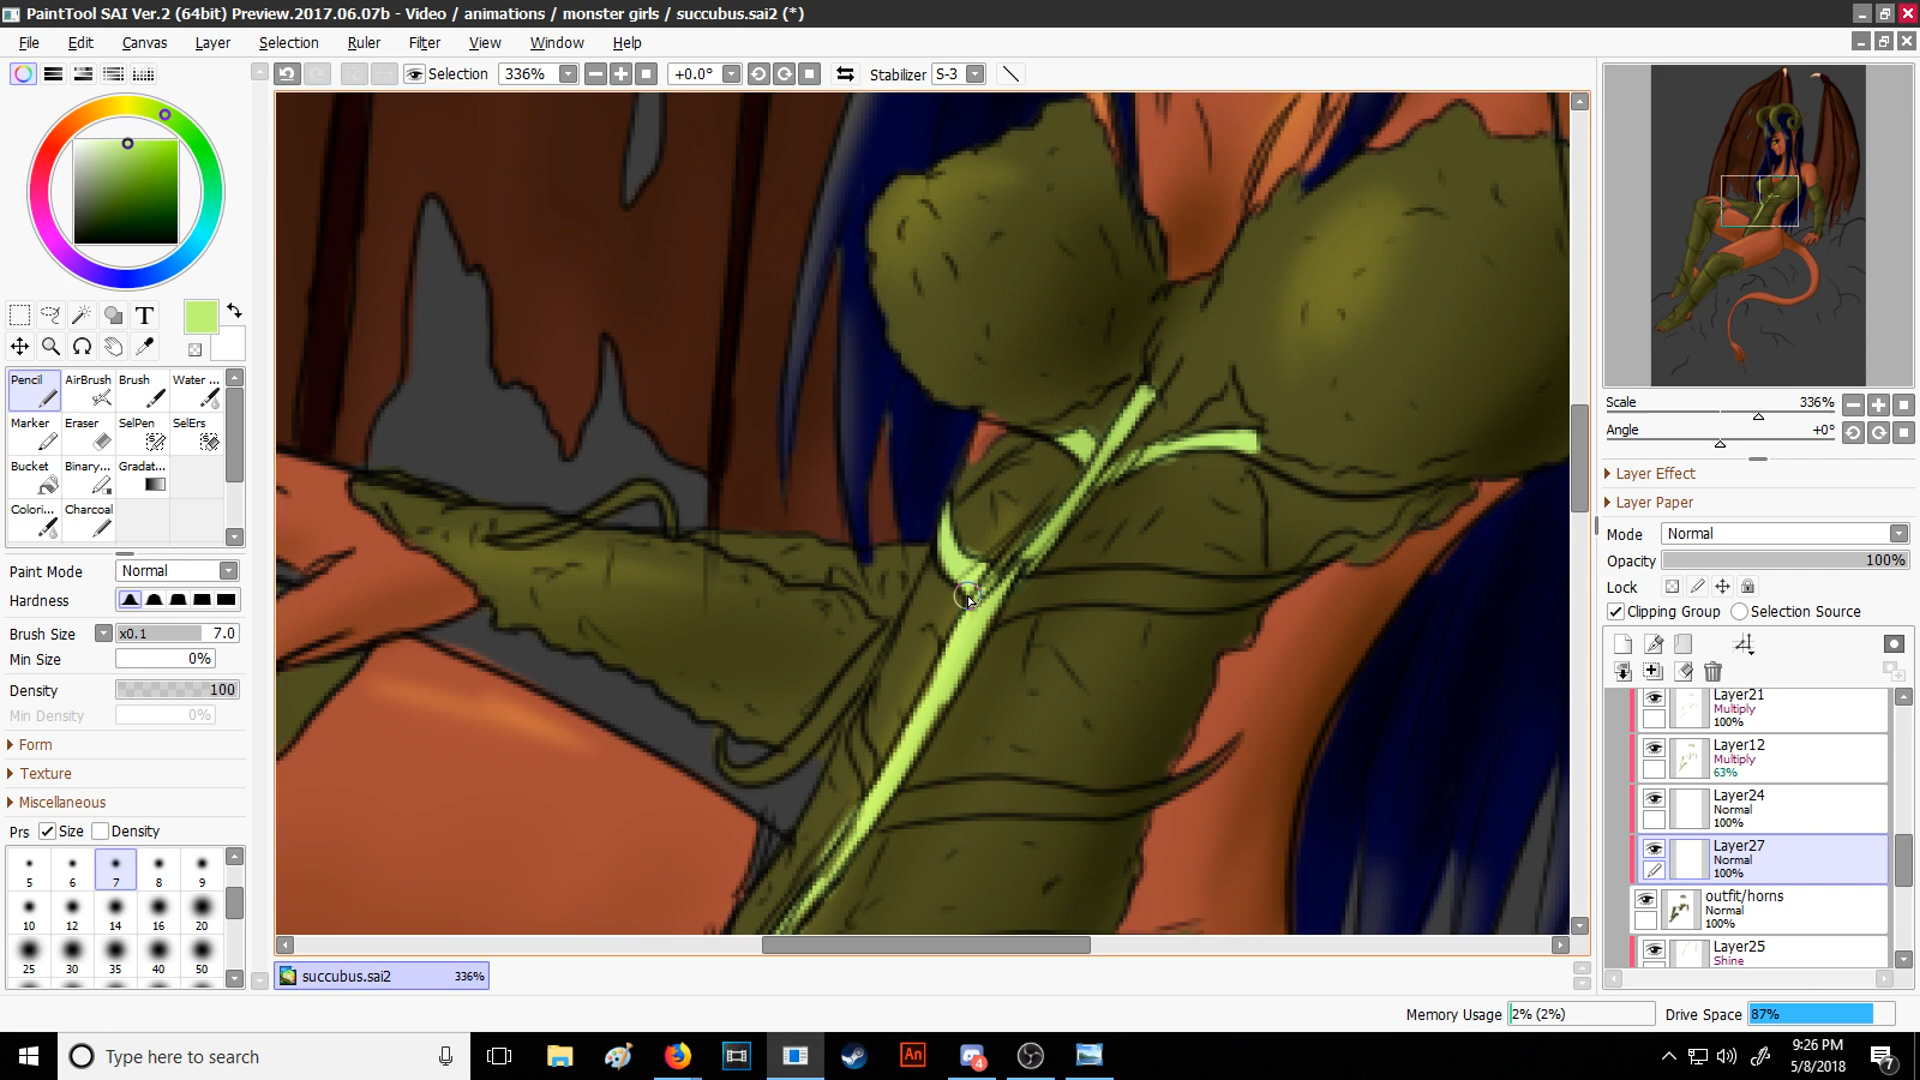 PaintTool SAI Ver.2 (64bit) Preview.2017.06.07b - Video / animations / monster girls / succubus.sai2 (*)
File Edit Canvas Layer Selection Ruler Filter View Window Help
Selection 336% +0.0° Stabilizer S-3
T
Pencil AirBrush Brush Water ...
Marker Eraser SelPen SelErs
Bucket Binary... Gradat...
Colori... Charcoal
Paint Mode Normal
Hardness
Brush Size x0.1 7.0
Min Size 0%
Density 100
Min Density 0%
Form
Texture
Miscellaneous
Prs Size Density
5 6 7 8 9
10 12 14 16 20
25 30 35 40 50
succubus.sai2 336%
Scale 336%
Angle +0°
Layer Effect
Layer Paper
Mode Normal
Opacity 100%
Lock
Clipping Group Selection Source
Layer21
Multiply
100%
Layer12
Multiply
63%
Layer24
Normal
100%
Layer27
Normal
100%
outfit/horns
Normal
100%
Layer25
Shine
Memory Usage 2% (2%) Drive Space 87%
Type here to search
An
4
9:26 PM
5/8/2018
7